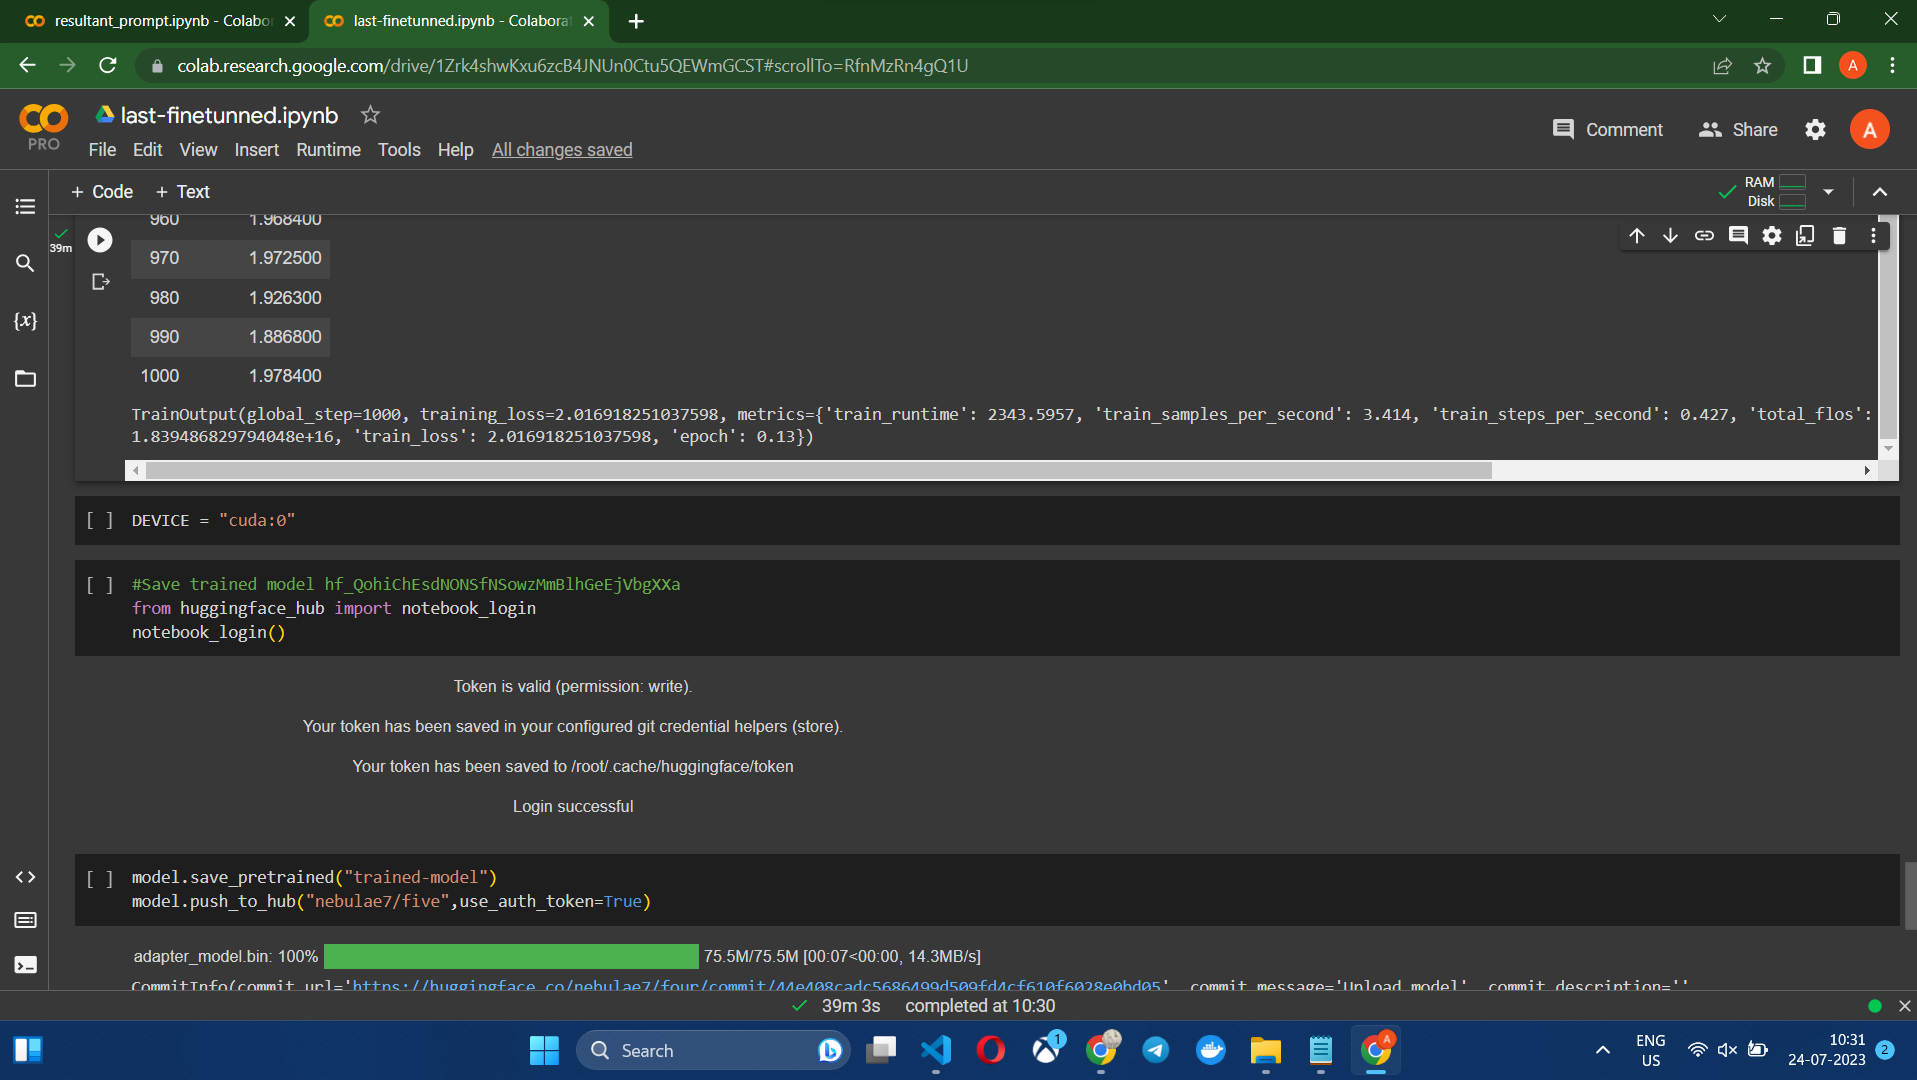 resultant_prompt.ipynb - Colabor
last-finetunned.ipynb - Colaborat
colab.research.google.com/drive/1Zrk4shwKxu6zcB4JNUn0Ctu5QEWmGCST#scrollTo=RfnMzRn4gQ1U
A
PRO
last-finetunned.ipynb
File Edit View Insert Runtime Tools Help All changes saved
Comment
Share
A
+ Code + Text
RAM
Disk
39m
960 1.968400
970 1.972500
980 1.926300
990 1.886800
1000 1.978400
TrainOutput(global_step=1000, training_loss=2.016918251037598, metrics={'train_runtime': 2343.5957, 'train_samples_per_second': 3.414, 'train_steps_per_second': 0.427, 'total_flos':
1.839486829794048e+16, 'train_loss': 2.016918251037598, 'epoch': 0.13})
[ ] DEVICE = "cuda:0"
[ ] #Save trained model 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
from huggingface_hub import notebook_login
notebook_login()
Token is valid (permission: write).
Your token has been saved in your configured git credential helpers (store).
Your token has been saved to /root/.cache/huggingface/token
Login successful
[ ] model.save_pretrained("trained-model")
model.push_to_hub("nebulae7/five",use_auth_token=True)
adapter_model.bin: 100% 75.5M/75.5M [00:07<00:00, 14.3MB/s]
CommitInfo(commit_url='https://huggingface.co/nebulae7/four/commit/44e408cadc5686499d509fd4cf610f6028e0bd05', commit_message='Upload model', commit_description='',
39m 3s completed at 10:30
Search
1
A
ENG
US
10:31
24-07-2023
2